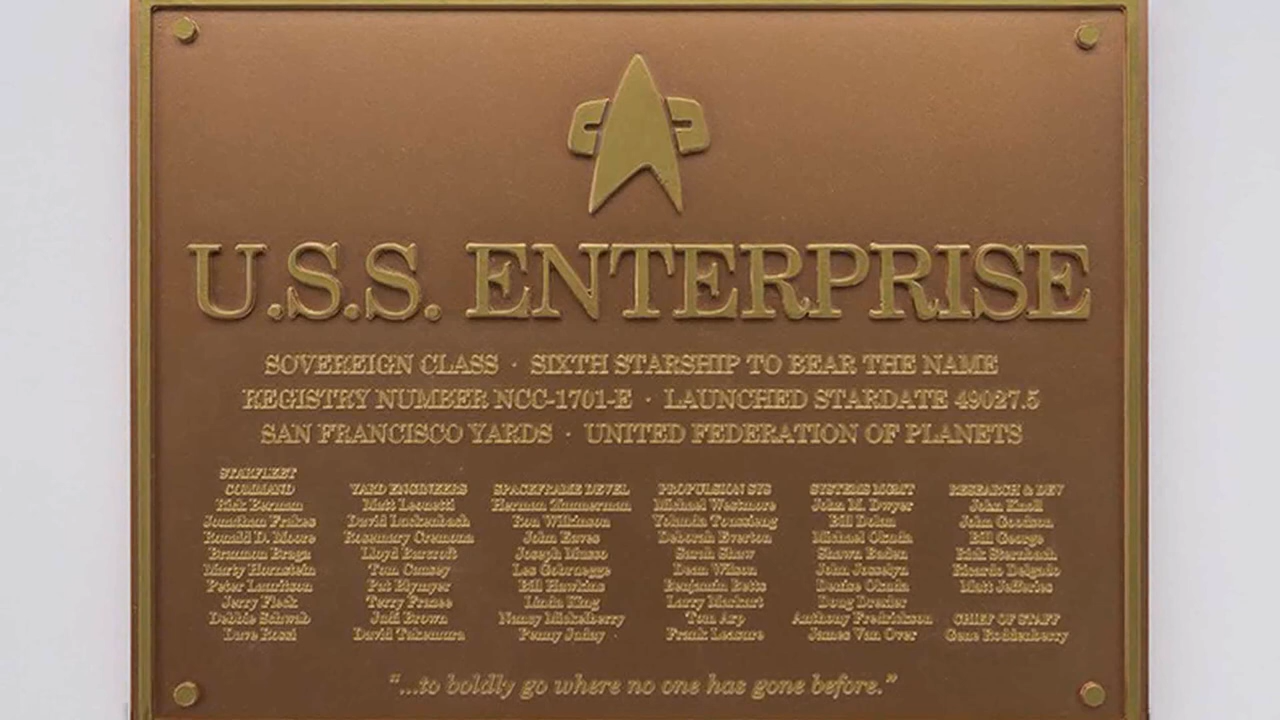 U.S.S. ENTERPRISE
SOVEREIGN CLASS · SIXTH STARSHIP TO BEAR THE NAME
REGISTRY NUMBER NCC-1701-E · LAUNCHED STARDATE 49027.5
SAN FRANCISCO YARDS · UNITED FEDERATION OF PLANETS
STARFLEET
COMMAND
Rick Berman
Jonathan Frakes
Ronald D. Moore
Brannon Braga
Marty Hornstein
Peter Lauritson
Jerry Fleck
Debbie Schwab
Dave Rossi
YARD ENGINEERS
Matt
David Luckenbach
Rosemary Cremona
Lloyd Barcroft
Tom Causey
Pat Blymyer
Terry Frazee
Jeff Brown
David Takemura
SPACEFRAME DEVEL
Herman Zimmerman
Ron Wilkinson
John Eaves
Joseph Musso
Les Gobruegge
Bill Hawkins
Linda King
Nancy Mickelberry
Penny Juday
PROPULSION SYS
Michael Westmore
Yolanda Toussieng
Deborah Everton
Sarah Shaw
Dean Wilson
Benjamin Betts
Larry Markart
Tom Arp
Frank Leasure
SYSTEMS MGMT
John M. Dwyer
Bill Dolan
Michael Okuda
Shawn Baden
John Josselyn
Denise Okuda
Doug Drexler
Anthony Fredrickson
James Van Over
RESEARCH & DEV
John Knoll
John Goodson
Bill George
Rick Sternbach
Ricardo Delgado
Matt Jefferies
CHIEF OF STAFF
Gene Roddenberry
"...to boldly go where no one has gone before."